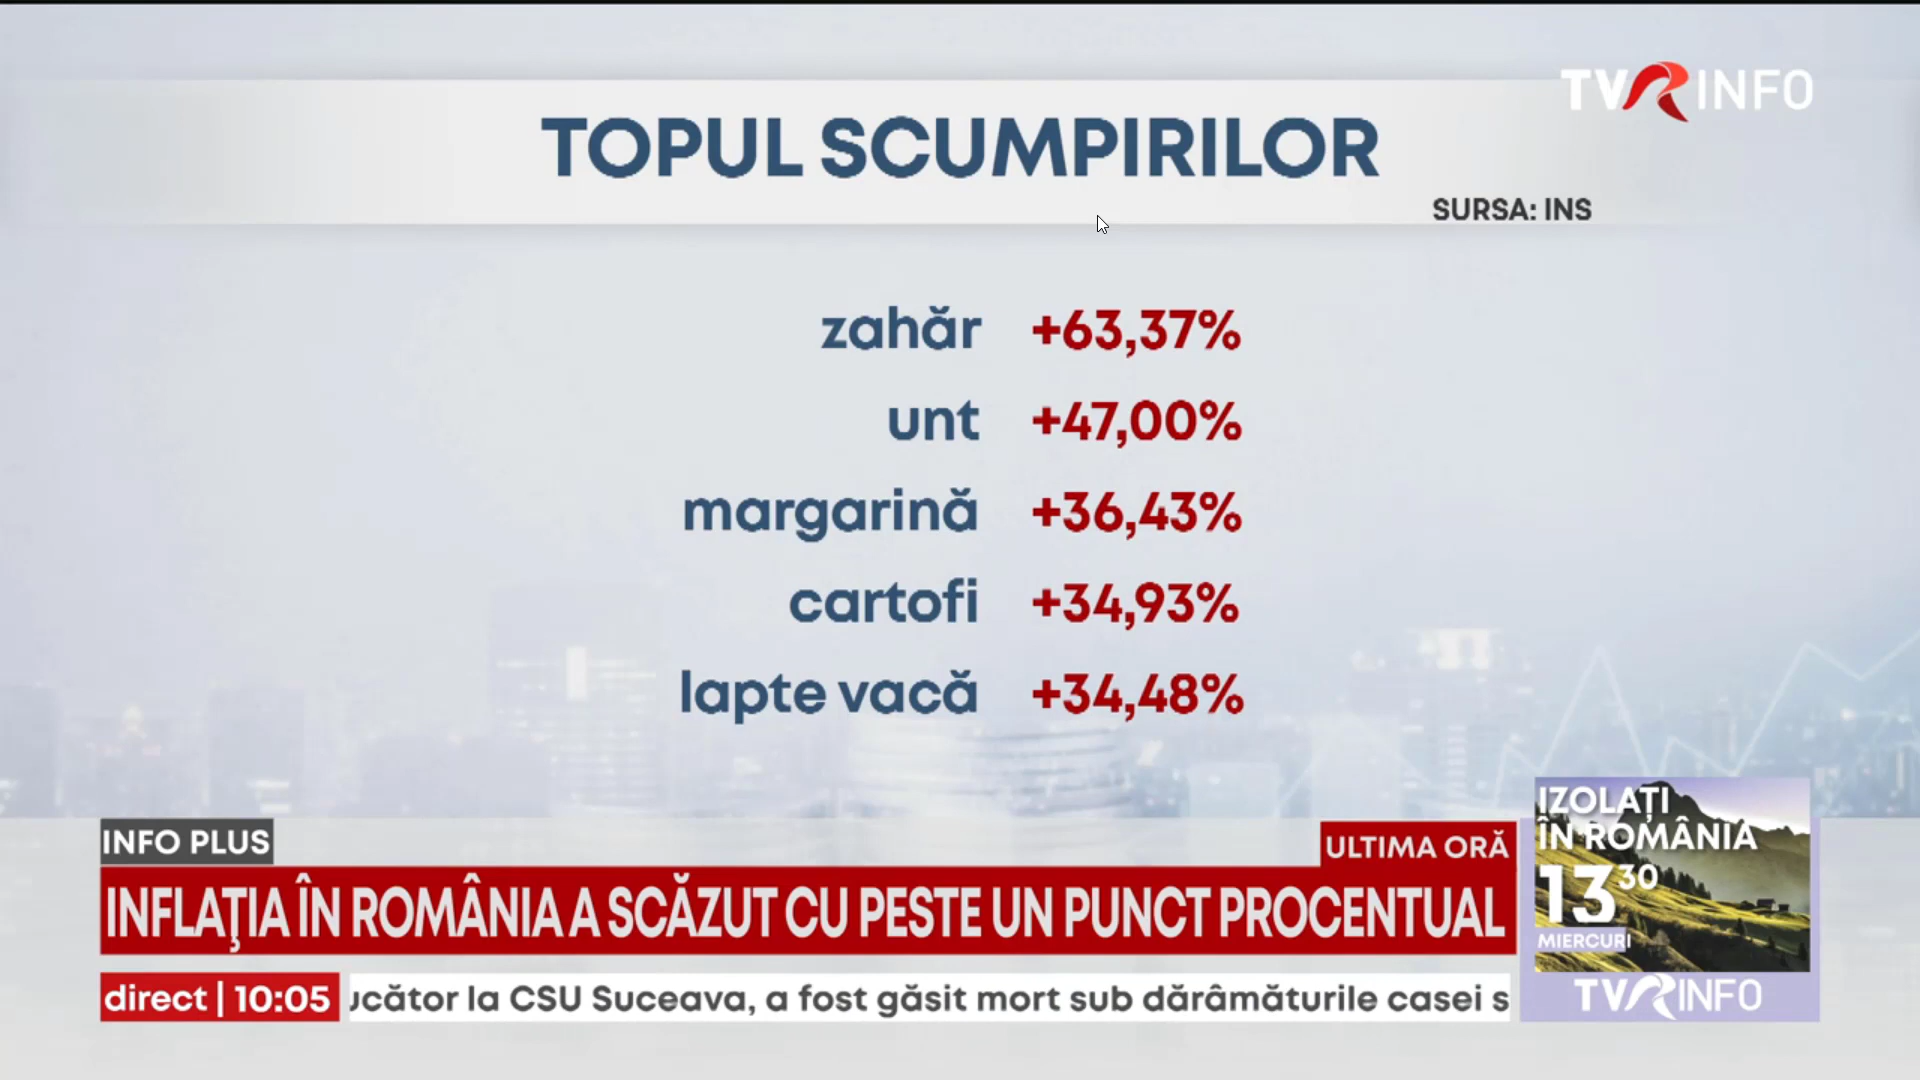 TVR INFO
TOPUL SCUMPIRILOR
SURSA: INS
zahăr +63,37%
unt +47,00%
margarină +36,43%
cartofi +34,93%
lapte vacă +34,48%
INFO PLUS
ULTIMA ORĂ
INFLAŢIA ÎN ROMÂNIA A SCĂZUT CU PESTE UN PUNCT PROCENTUAL
direct | 10:05
la CSU Suceava, a fost găsit mort sub dărâmăturile casei
IZOLAȚI
ÎN ROMÂNIA
13 30
MIERCURI
TVR INFO